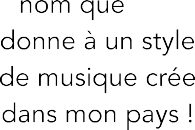 nom que
donne à un style
de musique crée
dans mon pays !